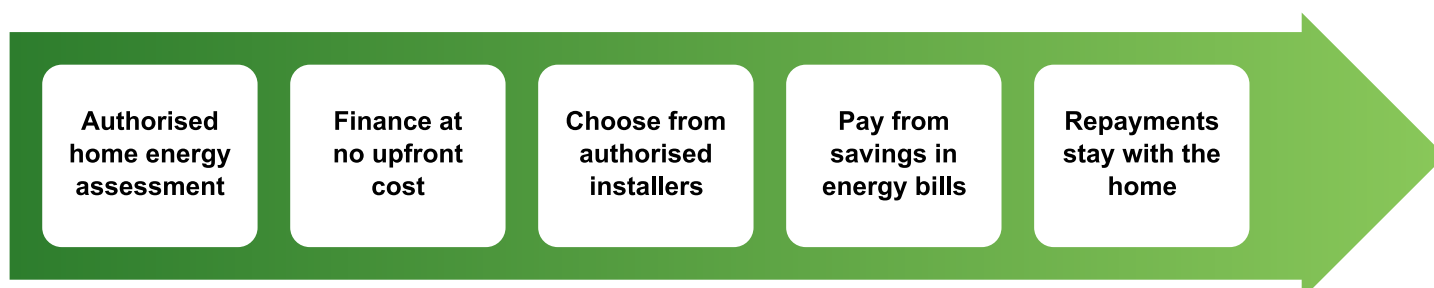 Authorised
home energy
assessment
Finance at
no upfront
cost
Choose from
authorised
installers
Pay from
savings in
energy bills
Repayments
stay with the
home